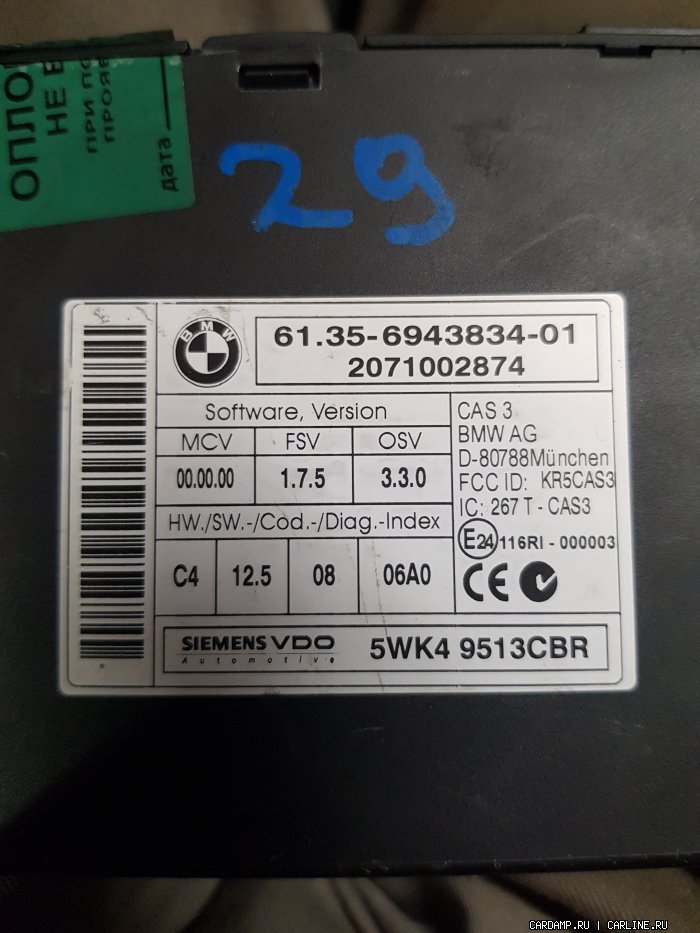 ОПЛО
НЕ В
ПРИ ПО
ПРОЯВ
дата
29
BMW
61.35-6943834-01
2071002874
Software, Version
MCV FSV OSV
00.00.00 1.7.5 3.3.0
HW./SW.-/Cod.-/Diag.-Index
C4 12.5 08 06A0
CAS 3
BMW AG
D-80788München
FCC ID: KR5CAS3
IC: 267 T - CAS3
E24 116RI - 000003
CE
SIEMENS VDO
Automotive
5WK4 9513CBR
CARDAMP.RU | CARLINE.RU